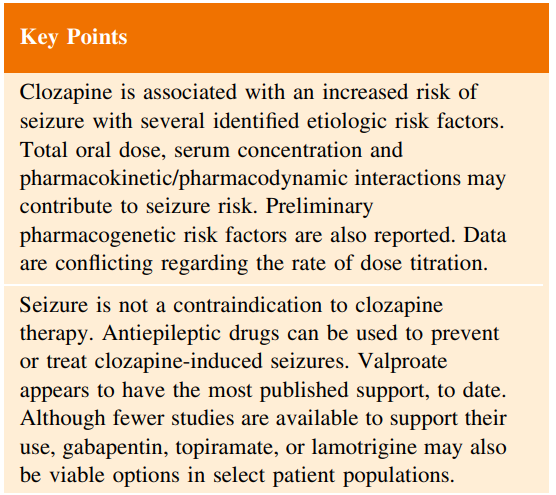 Key Points
Clozapine is associated with an increased risk of
seizure with several identified etiologic risk factors.
Total oral dose, serum concentration and
pharmacokinetic/pharmacodynamic interactions may
contribute to seizure risk. Preliminary
pharmacogenetic risk factors are also reported. Data
are conflicting regarding the rate of dose titration.
Seizure is not a contraindication to clozapine
therapy. Antiepileptic drugs can be used to prevent
or treat clozapine-induced seizures. Valproate
appears to have the most published support, to date.
Although fewer studies are available to support their
use, gabapentin, topiramate, or lamotrigine may also
be viable options in select patient populations.